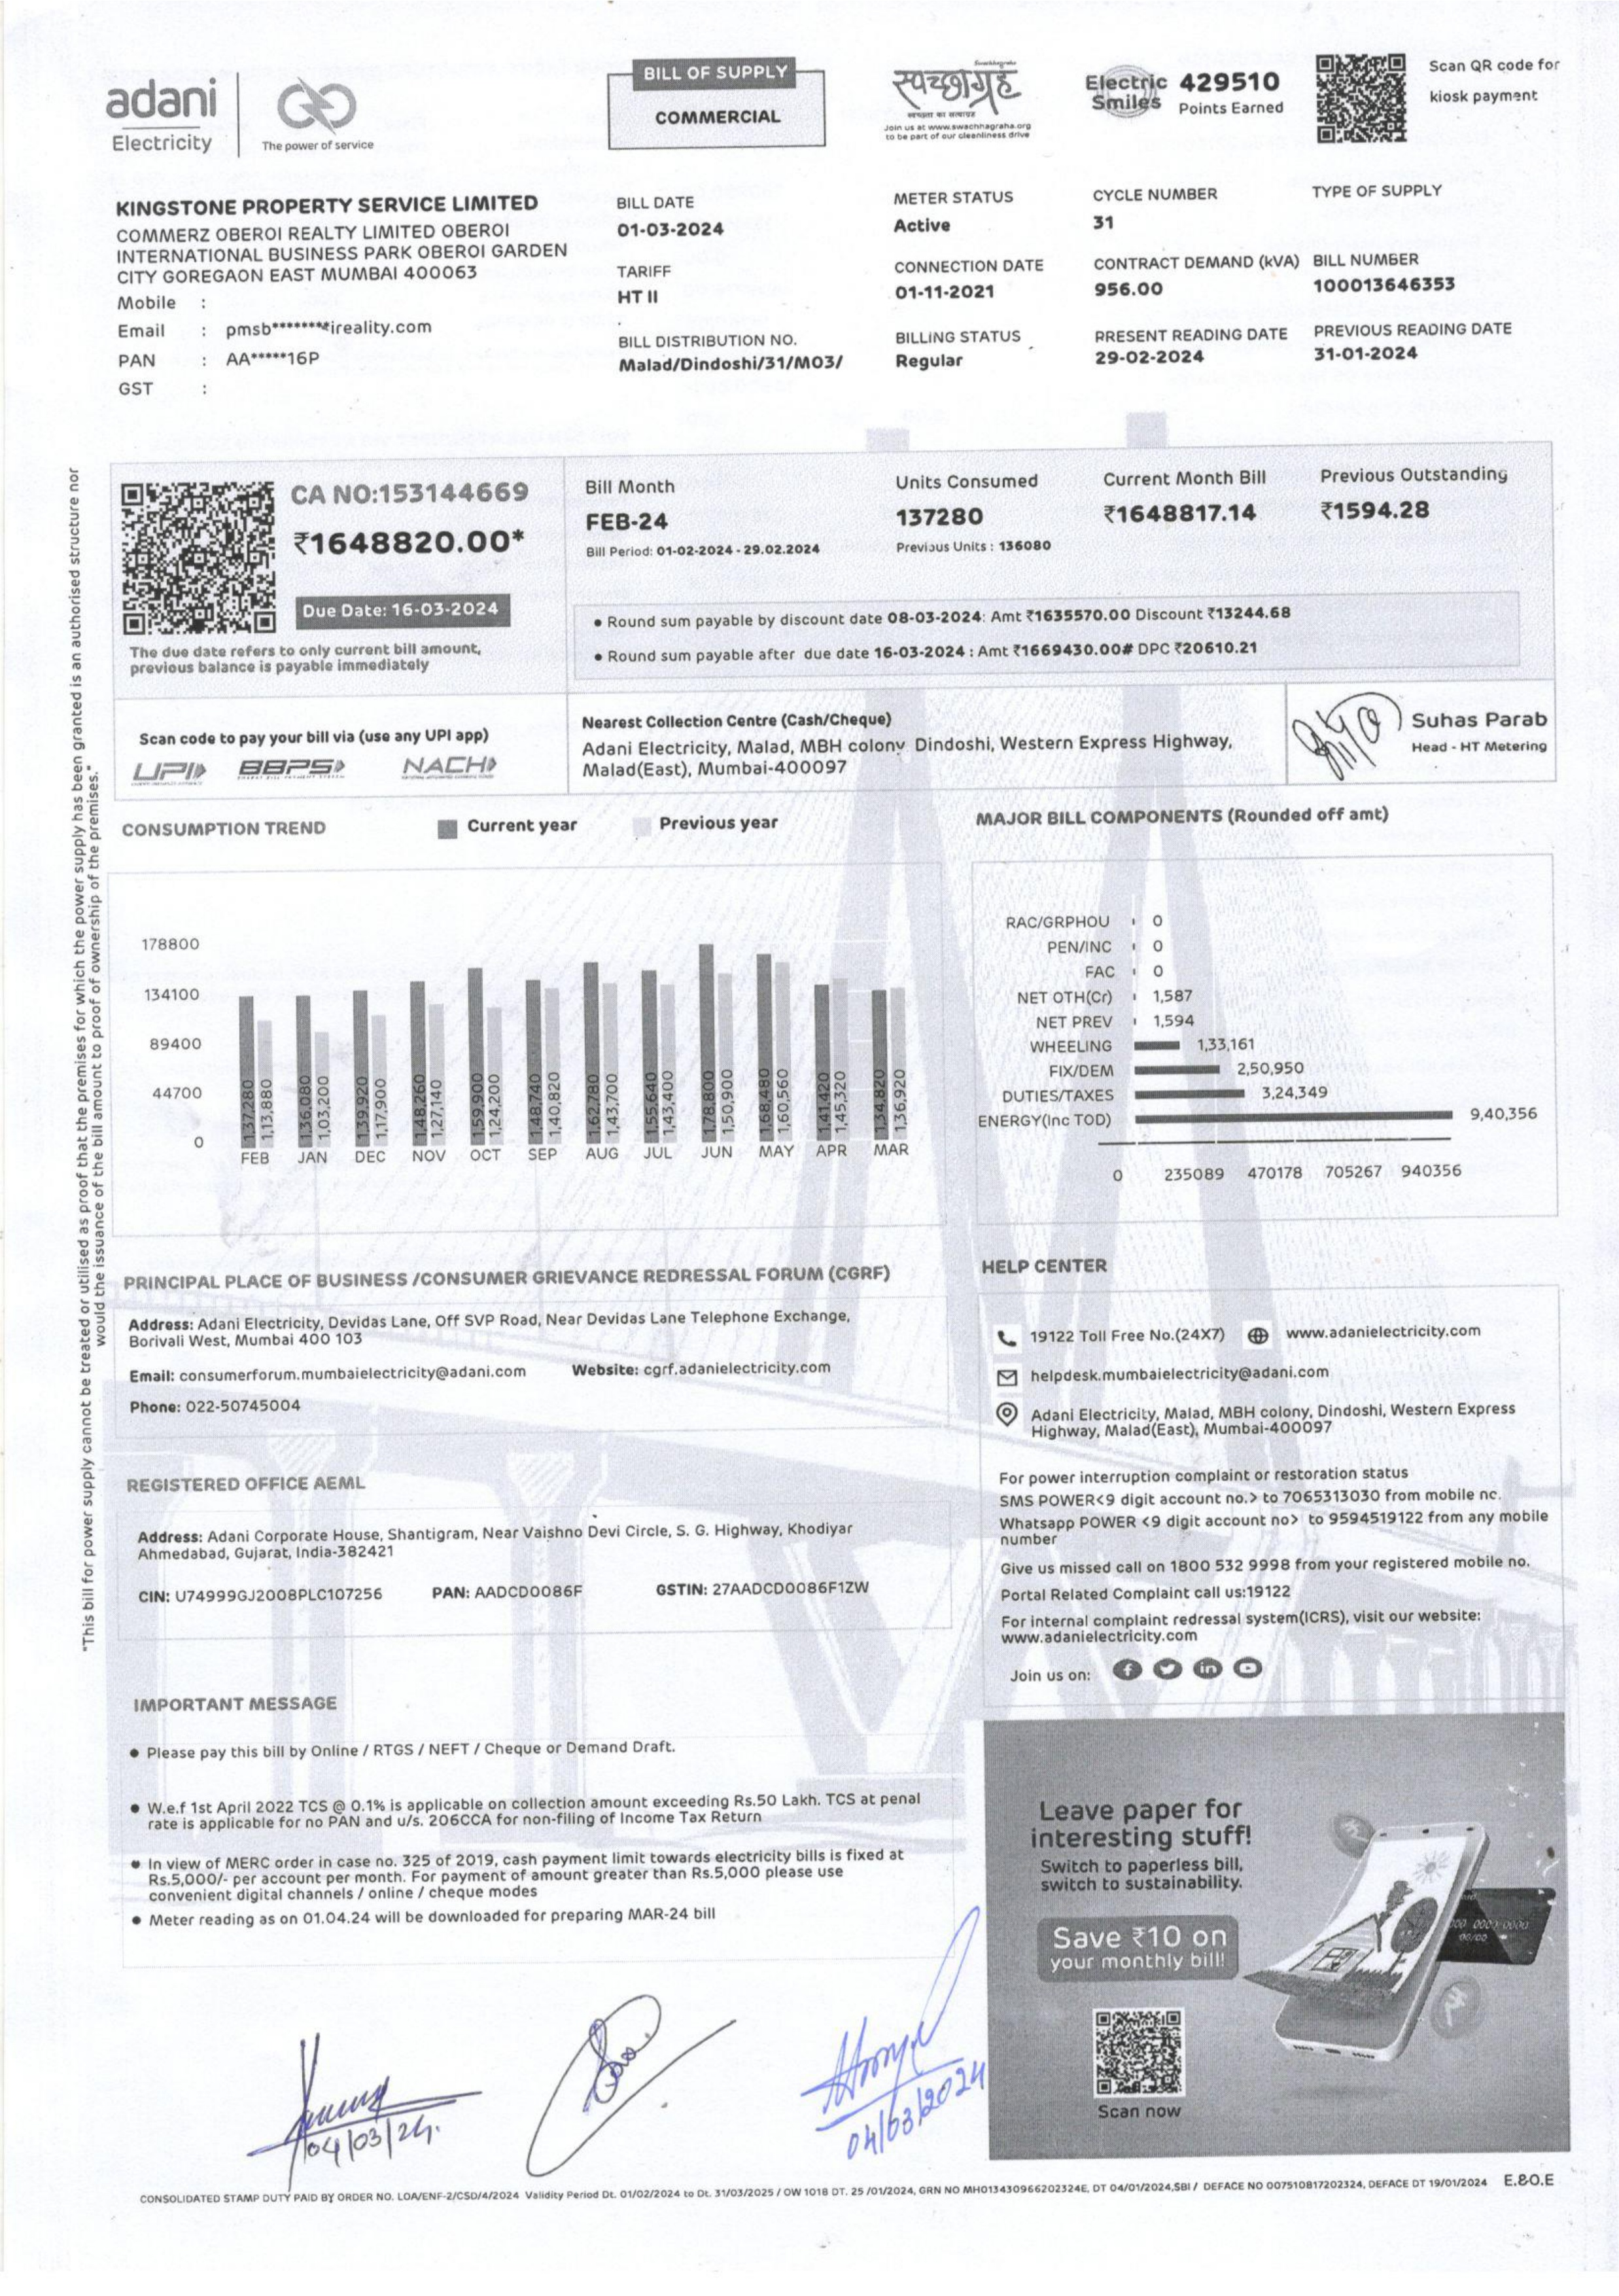 adani
Electricity
The power of service
BILL OF SUPPLY
COMMERCIAL
Swachhagraha
स्वच्छाग्रह
स्वच्छता का सत्याग्रह
Join us at www.swachhagraha.org
to be part of our cleanliness drive
Electric Smiles 429510
Points Earned
Scan QR code for
kiosk payment
KINGSTONE PROPERTY SERVICE LIMITED
COMMERZ OBEROI REALTY LIMITED OBEROI
INTERNATIONAL BUSINESS PARK OBEROI GARDEN
CITY GOREGAON EAST MUMBAI 400063
Mobile :
Email : pmsb*******ireality.com
PAN : AA*****16P
GST :
BILL DATE
01-03-2024
TARIFF
HT II
BILL DISTRIBUTION NO.
Malad/Dindoshi/31/M03/
METER STATUS
Active
CONNECTION DATE
01-11-2021
BILLING STATUS
Regular
CYCLE NUMBER
31
CONTRACT DEMAND (kVA)
956.00
PRESENT READING DATE
29-02-2024
TYPE OF SUPPLY
BILL NUMBER
100013646353
PREVIOUS READING DATE
31-01-2024
"This bill for power supply cannot be treated or utilised as proof that the premises for which the power supply has been granted is an authorised structure nor
would the issuance of the bill amount to proof of ownership of the premises."
CA NO:153144669
₹1648820.00*
Due Date: 16-03-2024
The due date refers to only current bill amount,
previous balance is payable immediately
Bill Month
FEB-24
Bill Period: 01-02-2024 - 29.02.2024
Units Consumed
137280
Previous Units : 136080
Current Month Bill
₹1648817.14
Previous Outstanding
₹1594.28
• Round sum payable by discount date 08-03-2024: Amt ₹1635570.00 Discount ₹13244.68
• Round sum payable after due date 16-03-2024 : Amt ₹1669430.00# DPC ₹20610.21
Scan code to pay your bill via (use any UPI app)
UPI BBPS NACH
Nearest Collection Centre (Cash/Cheque)
Adani Electricity, Malad, MBH colony Dindoshi, Western Express Highway,
Malad(East), Mumbai-400097
Suhas Parab
Head - HT Metering
CONSUMPTION TREND
Current year
Previous year
178800
134100
89400
44700
0
1,37,280 1,13,880 1,36,080 1,03,200 1,39,920 1,17,900 1,48,260 1,27,140 1,59,900 1,24,200 1,48,740 1,40,820 1,62,780 1,43,700 1,55,640 1,43,400 1,78,800 1,50,900 1,68,480 1,60,560 1,41,420 1,45,320 1,34,820 1,36,920
FEB JAN DEC NOV OCT SEP AUG JUL JUN MAY APR MAR
MAJOR BILL COMPONENTS (Rounded off amt)
RAC/GRPHOU 0
PEN/INC 0
FAC 0
NET OTH(Cr) 1,587
NET PREV 1,594
WHEELING 1,33,161
FIX/DEM 2,50,950
DUTIES/TAXES 3,24,349
ENERGY(Inc TOD) 9,40,356
0 235089 470178 705267 940356
PRINCIPAL PLACE OF BUSINESS /CONSUMER GRIEVANCE REDRESSAL FORUM (CGRF)
Address: Adani Electricity, Devidas Lane, Off SVP Road, Near Devidas Lane Telephone Exchange,
Borivali West, Mumbai 400 103
Email: consumerforum.mumbaielectricity@adani.com Website: cgrf.adanielectricity.com
Phone: 022-50745004
REGISTERED OFFICE AEML
Address: Adani Corporate House, Shantigram, Near Vaishno Devi Circle, S. G. Highway, Khodiyar
Ahmedabad, Gujarat, India-382421
CIN: U74999GJ2008PLC107256 PAN: AADCD0086F GSTIN: 27AADCD0086F1ZW
HELP CENTER
19122 Toll Free No.(24X7) www.adanielectricity.com
helpdesk.mumbaielectricity@adani.com
Adani Electricity, Malad, MBH colony, Dindoshi, Western Express
Highway, Malad(East), Mumbai-400097
For power interruption complaint or restoration status
SMS POWER<9 digit account no.> to 7065313030 from mobile no.
Whatsapp POWER <9 digit account no> to 9594519122 from any mobile
number
Give us missed call on 1800 532 9998 from your registered mobile no.
Portal Related Complaint call us:19122
For internal complaint redressal system(ICRS), visit our website:
www.adanielectricity.com
Join us on:
IMPORTANT MESSAGE
• Please pay this bill by Online / RTGS / NEFT / Cheque or Demand Draft.
• W.e.f 1st April 2022 TCS @ 0.1% is applicable on collection amount exceeding Rs.50 Lakh. TCS at penal
rate is applicable for no PAN and u/s. 206CCA for non-filing of Income Tax Return
• In view of MERC order in case no. 325 of 2019, cash payment limit towards electricity bills is fixed at
Rs.5,000/- per account per month. For payment of amount greater than Rs.5,000 please use
convenient digital channels / online / cheque modes
• Meter reading as on 01.04.24 will be downloaded for preparing MAR-24 bill
Leave paper for
interesting stuff!
Switch to paperless bill,
switch to sustainability.
Save ₹10 on
your monthly bill!
Scan now
04/03/24.
04/03/2024
CONSOLIDATED STAMP DUTY PAID BY ORDER NO. LOA/ENF-2/CSD/4/2024 Validity Period Dt. 01/02/2024 to Dt. 31/03/2025 / OW 1018 DT. 25 /01/2024, GRN NO MH013430966202324E, DT 04/01/2024,SBI / DEFACE NO 007510817202324, DEFACE DT 19/01/2024 E.&O.E